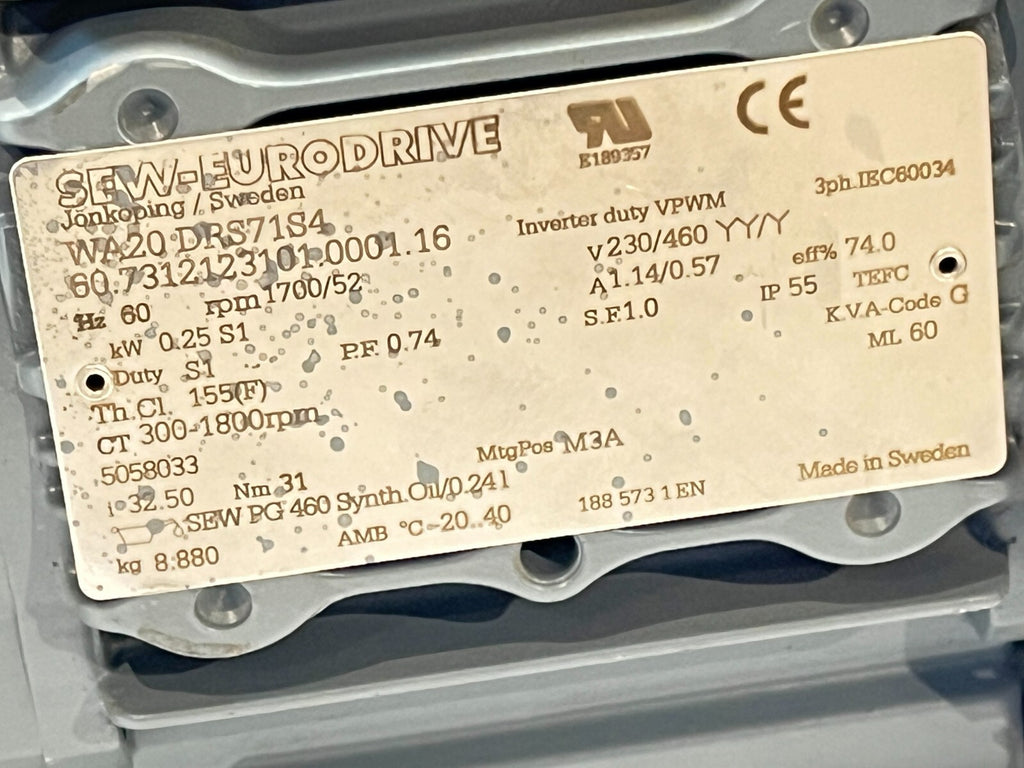 SEW-EURODRIVE
RU
E189357
CE
Jönköping / Sweden
3ph IEC60034
WA20 DRS71S4
Inverter duty VPWM
60.7312123101.0001.16
V 230/460 YY/Y
eff% 74.0
Hz 60 rpm 1700/52
A 1.14/0.57
IP 55 TEFC
kW 0.25 S1
P.F. 0.74
S.F.1.0
K.V.A-Code G
Duty S1
ML 60
Th.Cl. 155(F)
CT 300-1800rpm
5058033
MtgPos M3A
Made in Sweden
i 32.50 Nm 31
SEW PG 460 Synth.Oil/0.24 l
188 573 1 EN
kg 8.880
AMB °C -20..40